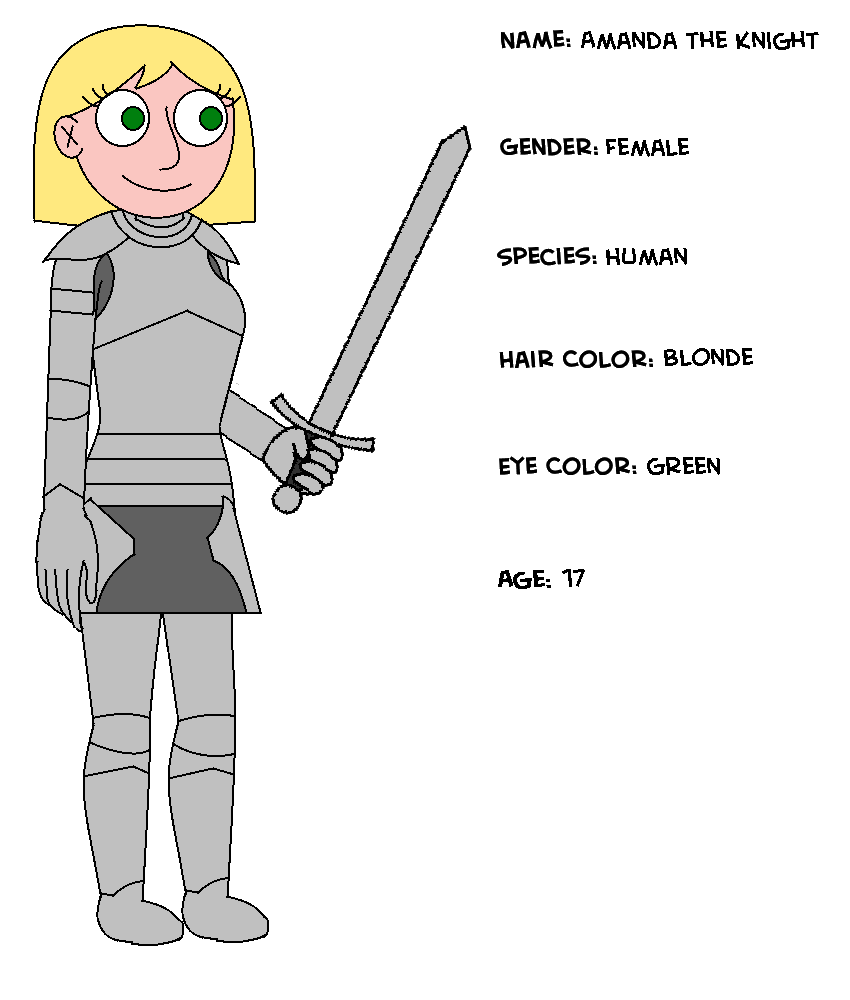 NAME: AMANDA THE KNIGHT
GENDER: FEMALE
SPECIES: HUMAN
HAIR COLOR: BLONDE
EYE COLOR: GREEN
AGE: 17